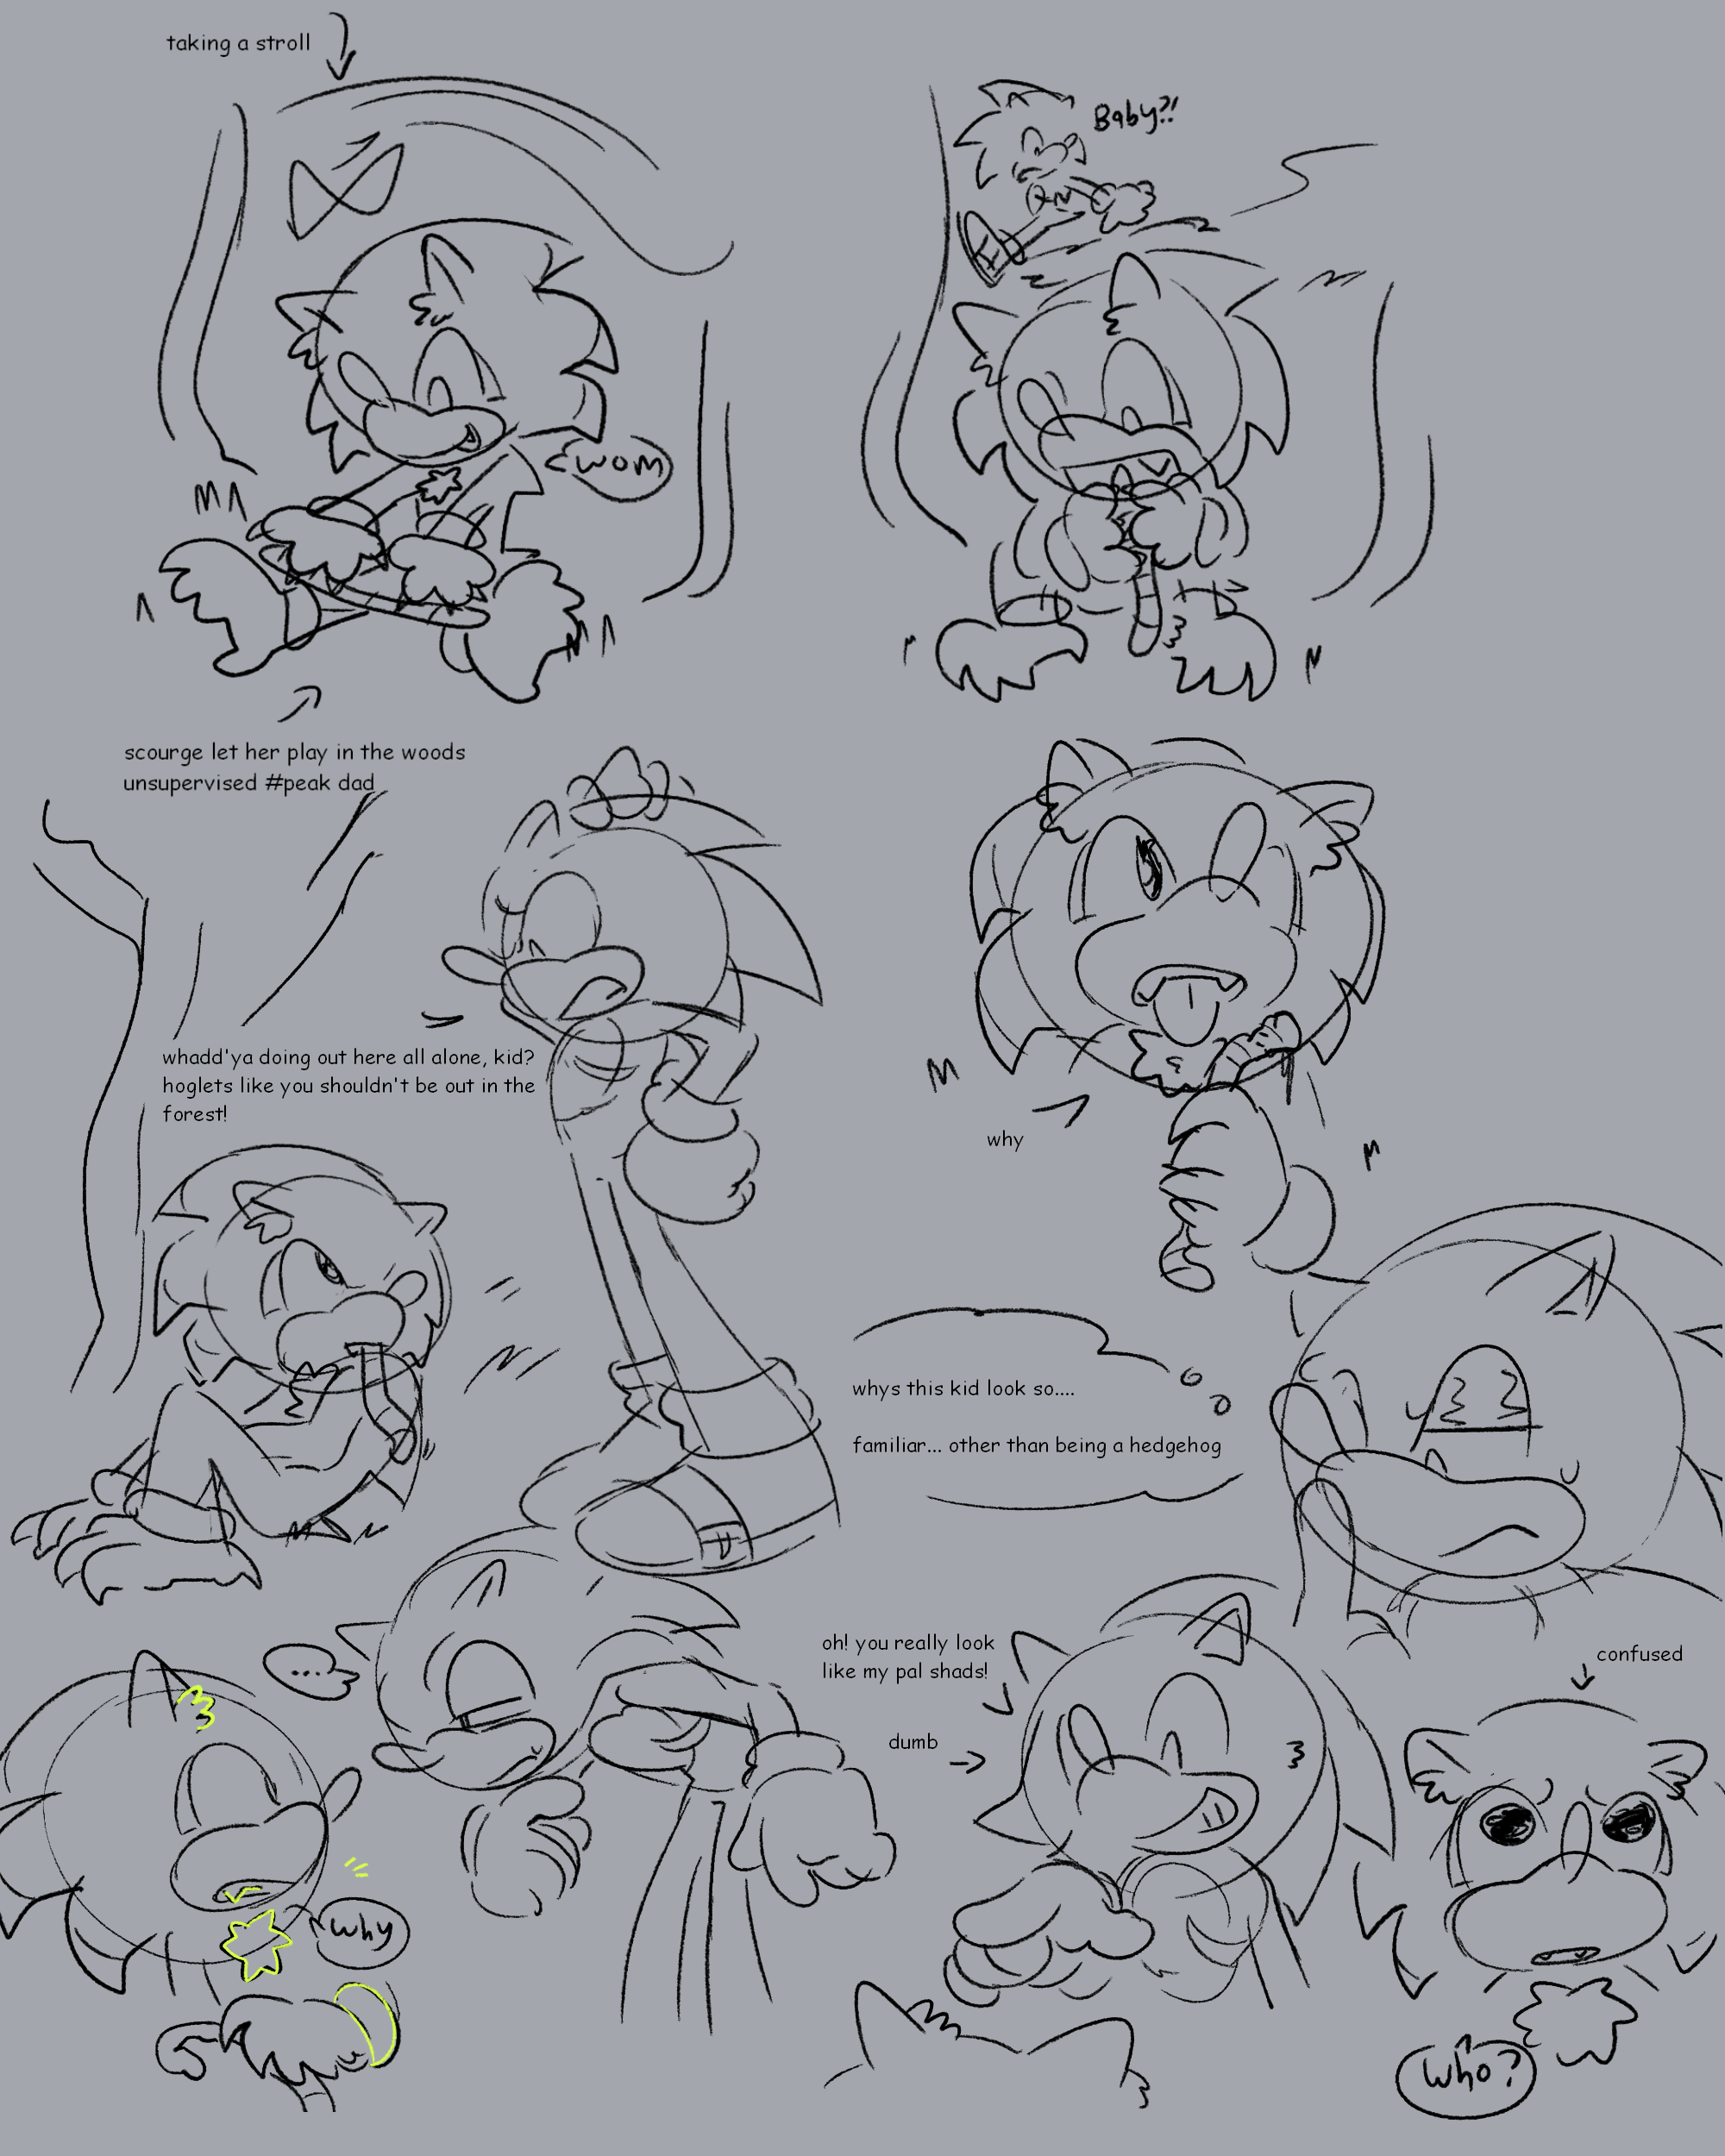 taking a stroll
Baby?!
wom
scourge let her play in the woods
unsupervised #peak dad
whadd'ya doing out here all alone, kid?
hoglets like you shouldn't be out in the
forest!
why
whys this kid look so....
familiar... other than being a hedgehog
...
oh! you really look
like my pal shads!
dumb
confused
why
who?